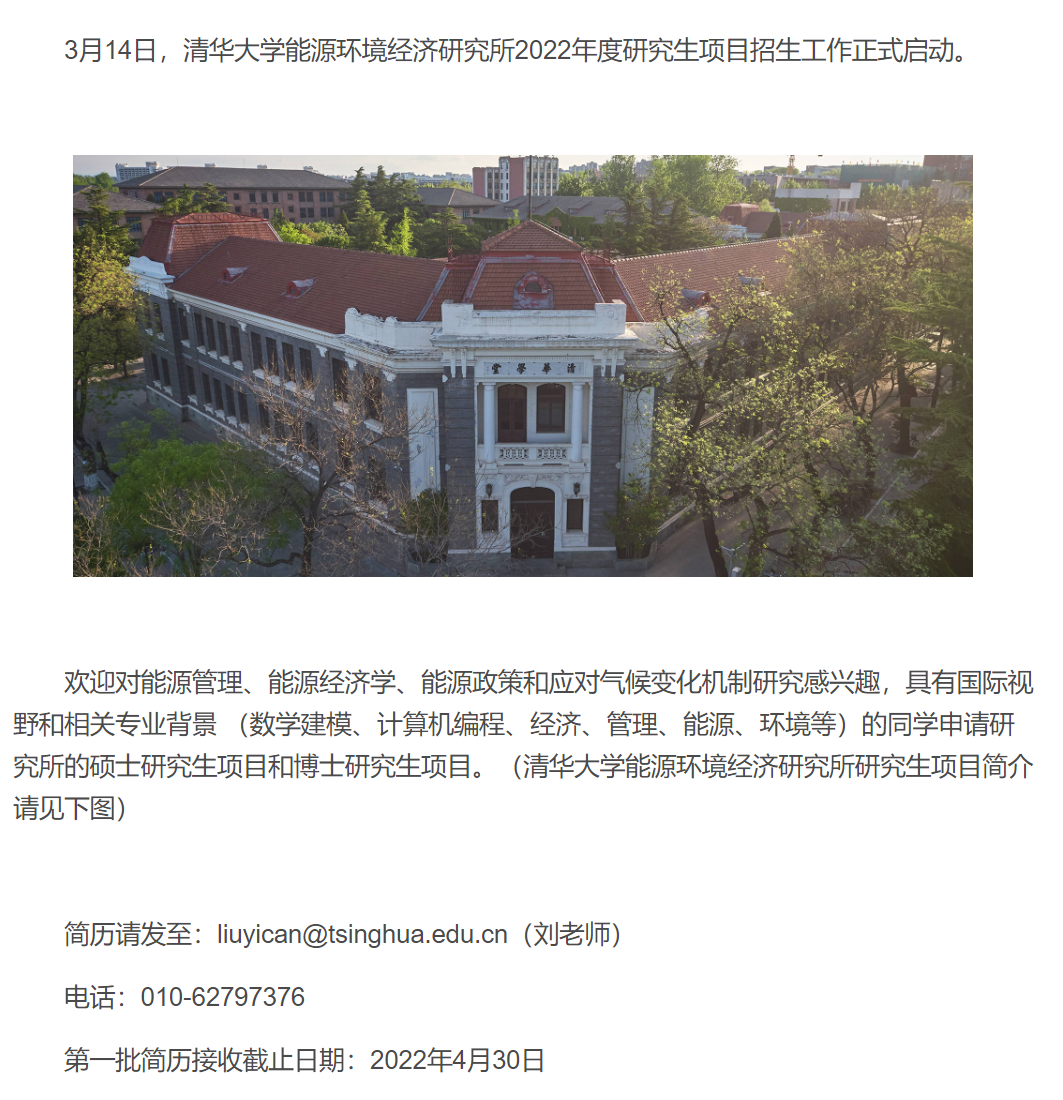 3月14日，清华大学能源环境经济研究所2022年度研究生项目招生工作正式启动。
清華學堂
欢迎对能源管理、能源经济学、能源政策和应对气候变化机制研究感兴趣，具有国际视
野和相关专业背景 （数学建模、计算机编程、经济、管理、能源、环境等）的同学申请研
究所的硕士研究生项目和博士研究生项目。（清华大学能源环境经济研究所研究生项目简介
请见下图）
简历请发至：liuyican@tsinghua.edu.cn（刘老师）
电话：010-62797376
第一批简历接收截止日期：2022年4月30日